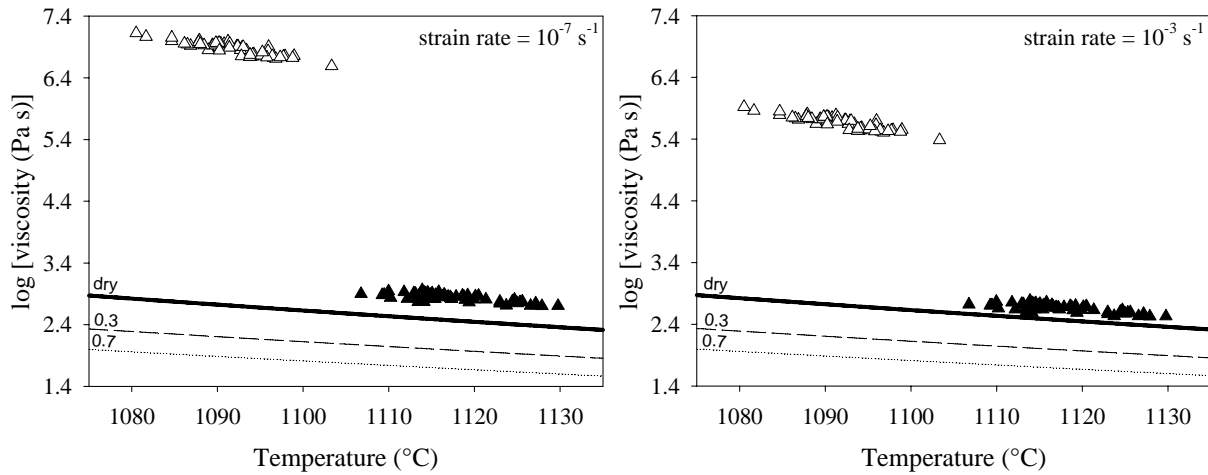 strain rate = 10⁻⁷ s⁻¹
log [viscosity (Pa s)]
7.4
6.4
5.4
4.4
3.4
2.4
1.4
dry
0.3
0.7
1080 1090 1100 1110 1120 1130
Temperature (°C)
strain rate = 10⁻³ s⁻¹
log [viscosity (Pa s)]
7.4
6.4
5.4
4.4
3.4
2.4
1.4
dry
0.3
0.7
1080 1090 1100 1110 1120 1130
Temperature (°C)